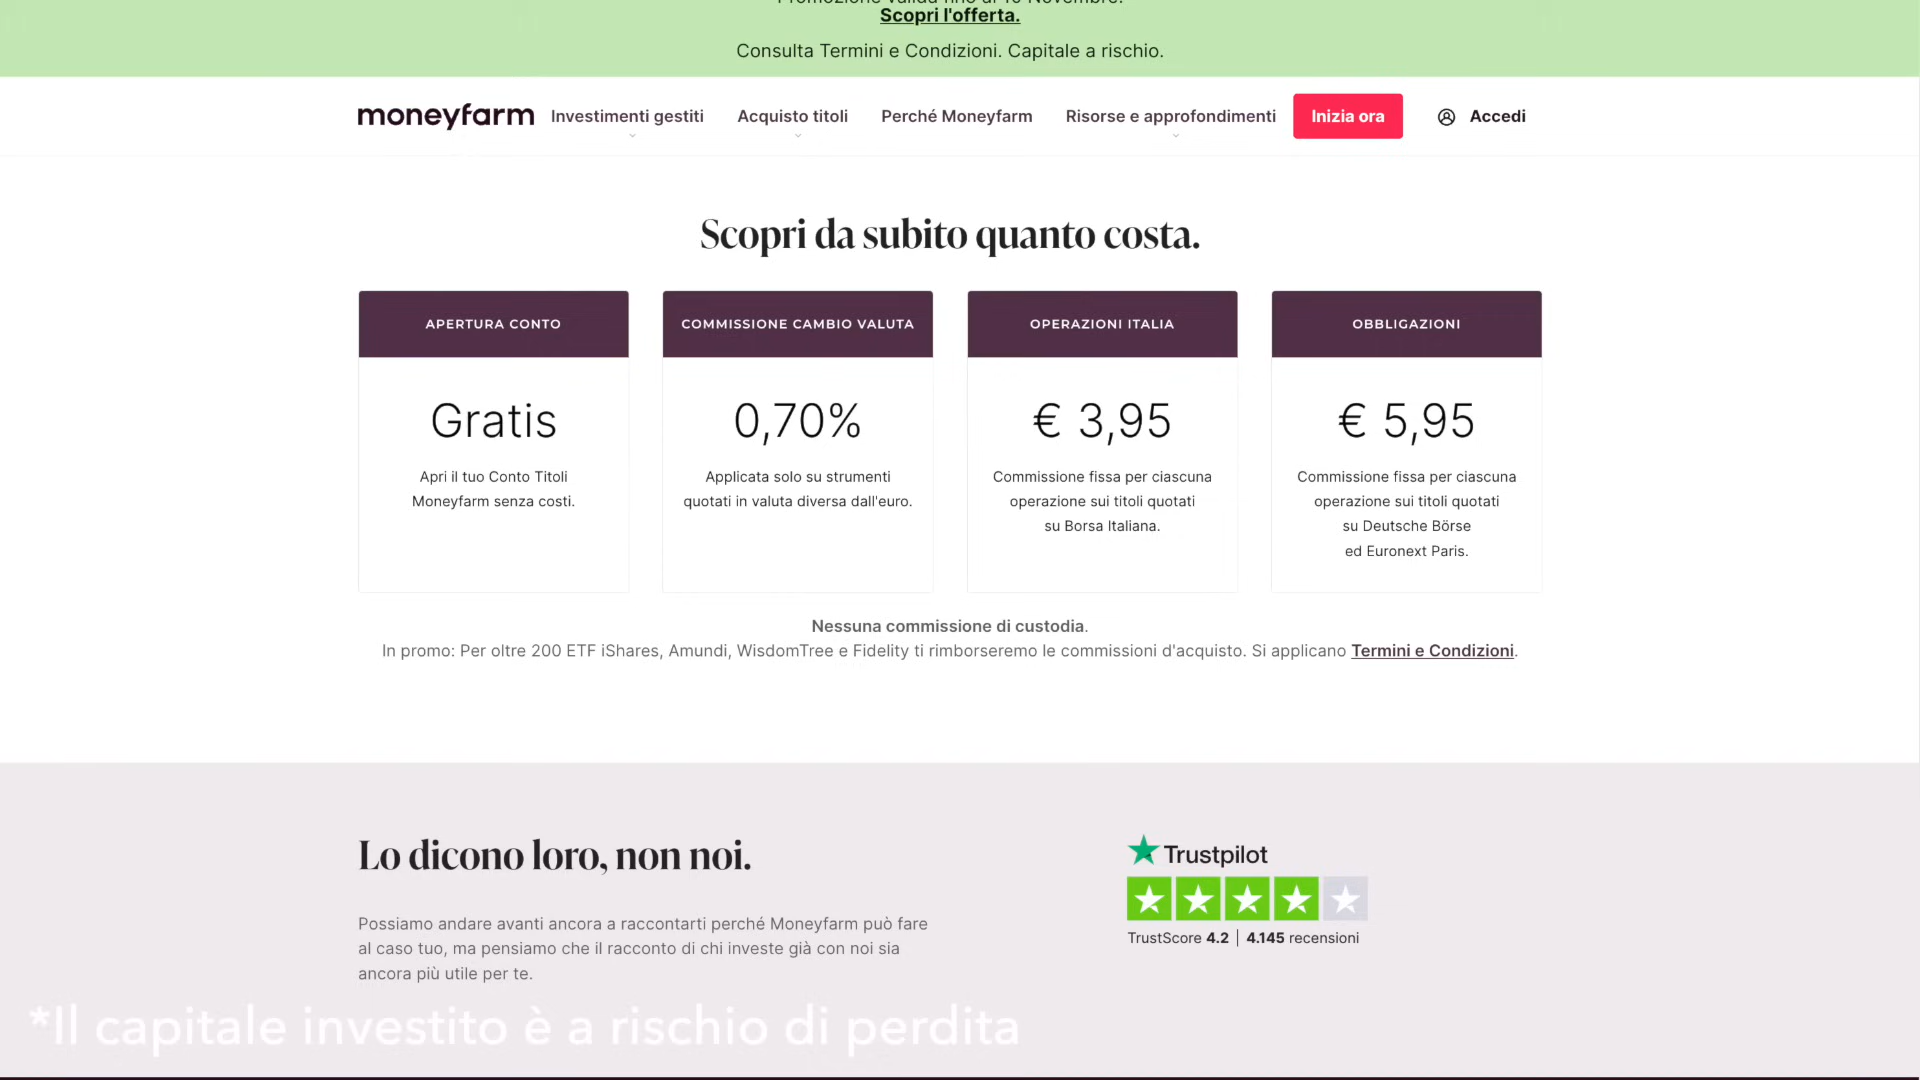 Promozione valida fino al 10 Novembre.
Scopri l'offerta.
Consulta Termini e Condizioni. Capitale a rischio.
moneyfarm Investimenti gestiti Acquisto titoli Perché Moneyfarm Risorse e approfondimenti Inizia ora Accedi
Scopri da subito quanto costa.
APERTURA CONTO
Gratis
Apri il tuo Conto Titoli
Moneyfarm senza costi.
COMMISSIONE CAMBIO VALUTA
0,70%
Applicata solo su strumenti
quotati in valuta diversa dall'euro.
OPERAZIONI ITALIA
€ 3,95
Commissione fissa per ciascuna
operazione sui titoli quotati
su Borsa Italiana.
OBBLIGAZIONI
€ 5,95
Commissione fissa per ciascuna
operazione sui titoli quotati
su Deutsche Börse
ed Euronext Paris.
Nessuna commissione di custodia.
In promo: Per oltre 200 ETF iShares, Amundi, WisdomTree e Fidelity ti rimborseremo le commissioni d'acquisto. Si applicano Termini e Condizioni.
Lo dicono loro, non noi.
Possiamo andare avanti ancora a raccontarti perché Moneyfarm può fare
al caso tuo, ma pensiamo che il racconto di chi investe già con noi sia
ancora più utile per te.
Trustpilot
TrustScore 4.2 | 4.145 recensioni
*Il capitale investito è a rischio di perdita